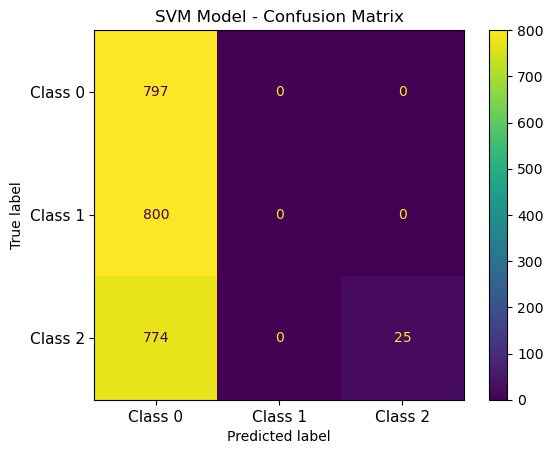 SVM Model - Confusion Matrix
True label
Class 0
797 0 0
Class 1
800 0 0
Class 2
774 0 25
Class 0 Class 1 Class 2
Predicted label
800
700
600
500
400
300
200
100
0